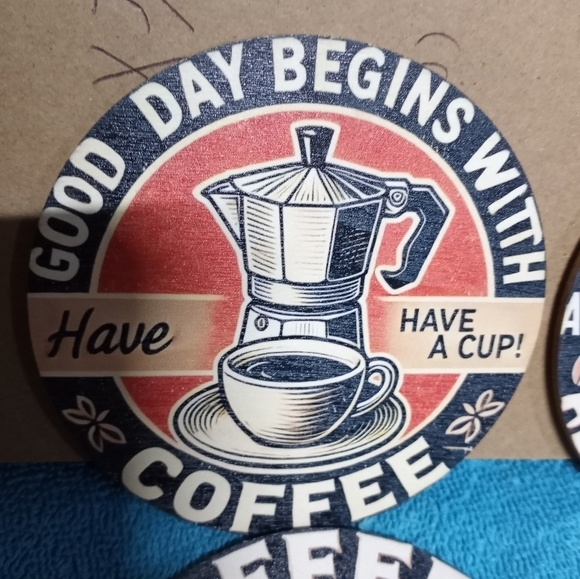 GOOD DAY BEGINS WITH
Have
HAVE
A CUP!
COFFEE